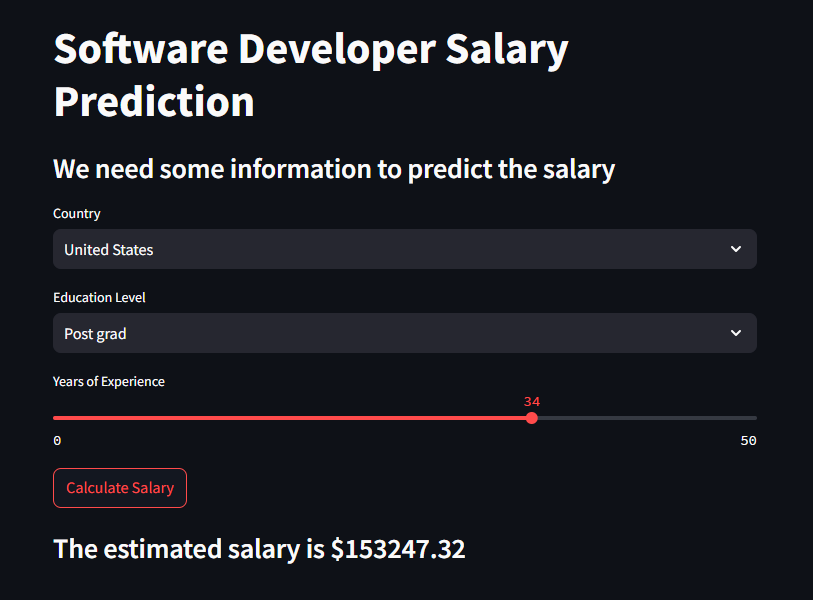 Software Developer Salary
Prediction
We need some information to predict the salary
Country
United States
Education Level
Post grad
Years of Experience
34
0 50
Calculate Salary
The estimated salary is $153247.32